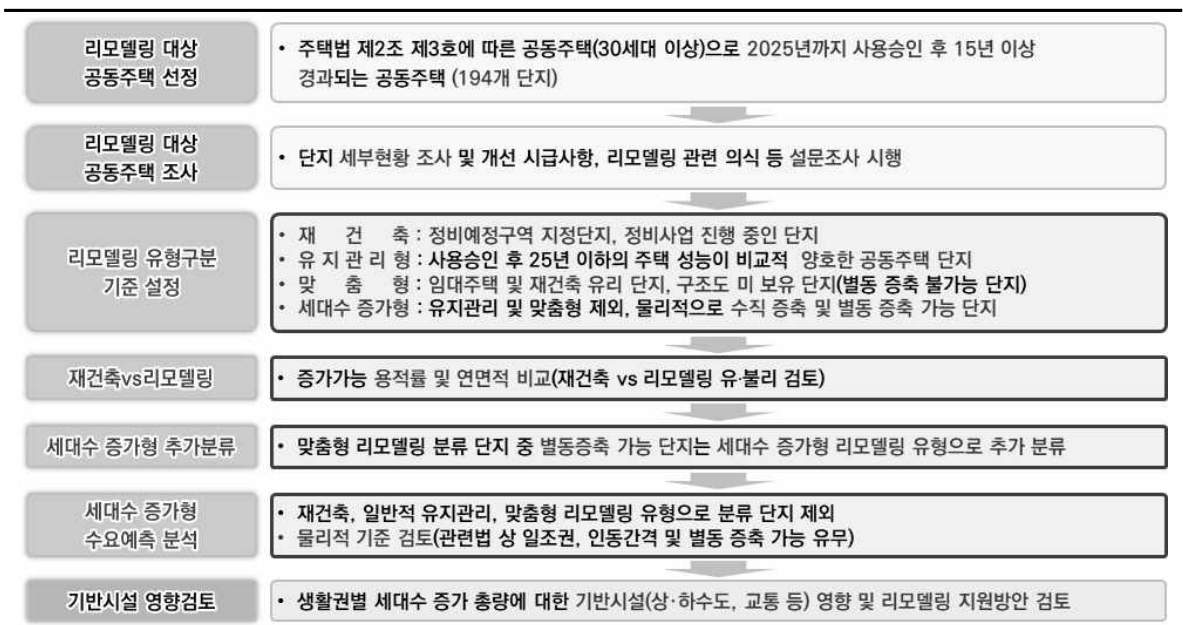 리모델링 대상
공동주택 선정
• 주택법 제2조 제3호에 따른 공동주택(30세대 이상)으로 2025년까지 사용승인 후 15년 이상
경과되는 공동주택 (194개 단지)
리모델링 대상
공동주택 조사
• 단지 세부현황 조사 및 개선 시급사항, 리모델링 관련 의식 등 설문조사 시행
리모델링 유형구분
기준 설정
• 재 건 축 : 정비예정구역 지정단지, 정비사업 진행 중인 단지
• 유 지 관 리 형 : 사용승인 후 25년 이하의 주택 성능이 비교적 양호한 공동주택 단지
• 맞 춤 형 : 임대주택 및 재건축 유리 단지, 구조도 미 보유 단지(별동 증축 불가능 단지)
• 세대수 증가형 : 유지관리 및 맞춤형 제외, 물리적으로 수직 증축 및 별동 증축 가능 단지
재건축vs리모델링
• 증가가능 용적률 및 연면적 비교(재건축 vs 리모델링 유·불리 검토)
세대수 증가형 추가분류
• 맞춤형 리모델링 분류 단지 중 별동증축 가능 단지는 세대수 증가형 리모델링 유형으로 추가 분류
세대수 증가형
수요예측 분석
• 재건축, 일반적 유지관리, 맞춤형 리모델링 유형으로 분류 단지 제외
• 물리적 기준 검토(관련법 상 일조권, 인동간격 및 별동 증축 가능 유무)
기반시설 영향검토
• 생활권별 세대수 증가 총량에 대한 기반시설(상·하수도, 교통 등) 영향 및 리모델링 지원방안 검토